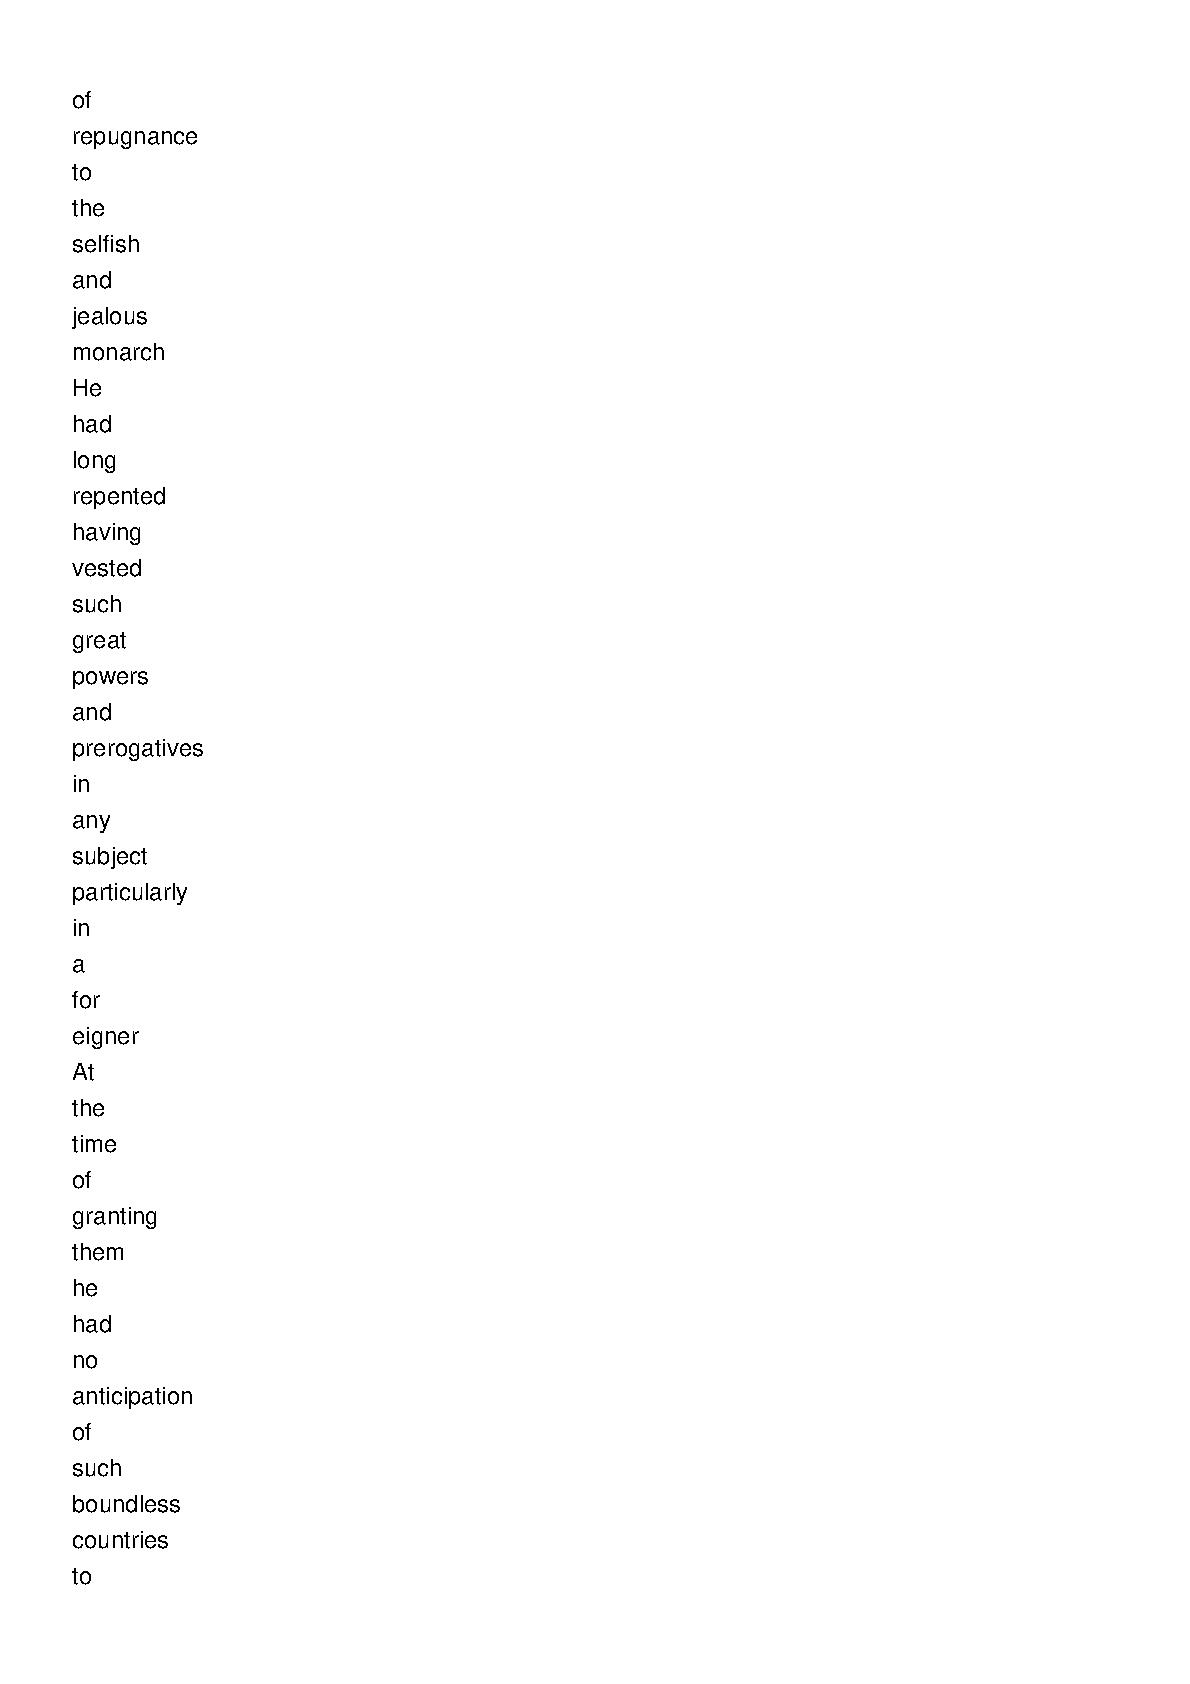 of
repugnance
to
the
selfish
and
jealous
monarch
He
had
long
repented
having
vested
such
great
powers
and
prerogatives
in
any
subject
particularly
in
a
for
eigner
At
the
time
of
granting
them
he
had
no
anticipation
of
such
boundless
countries
to